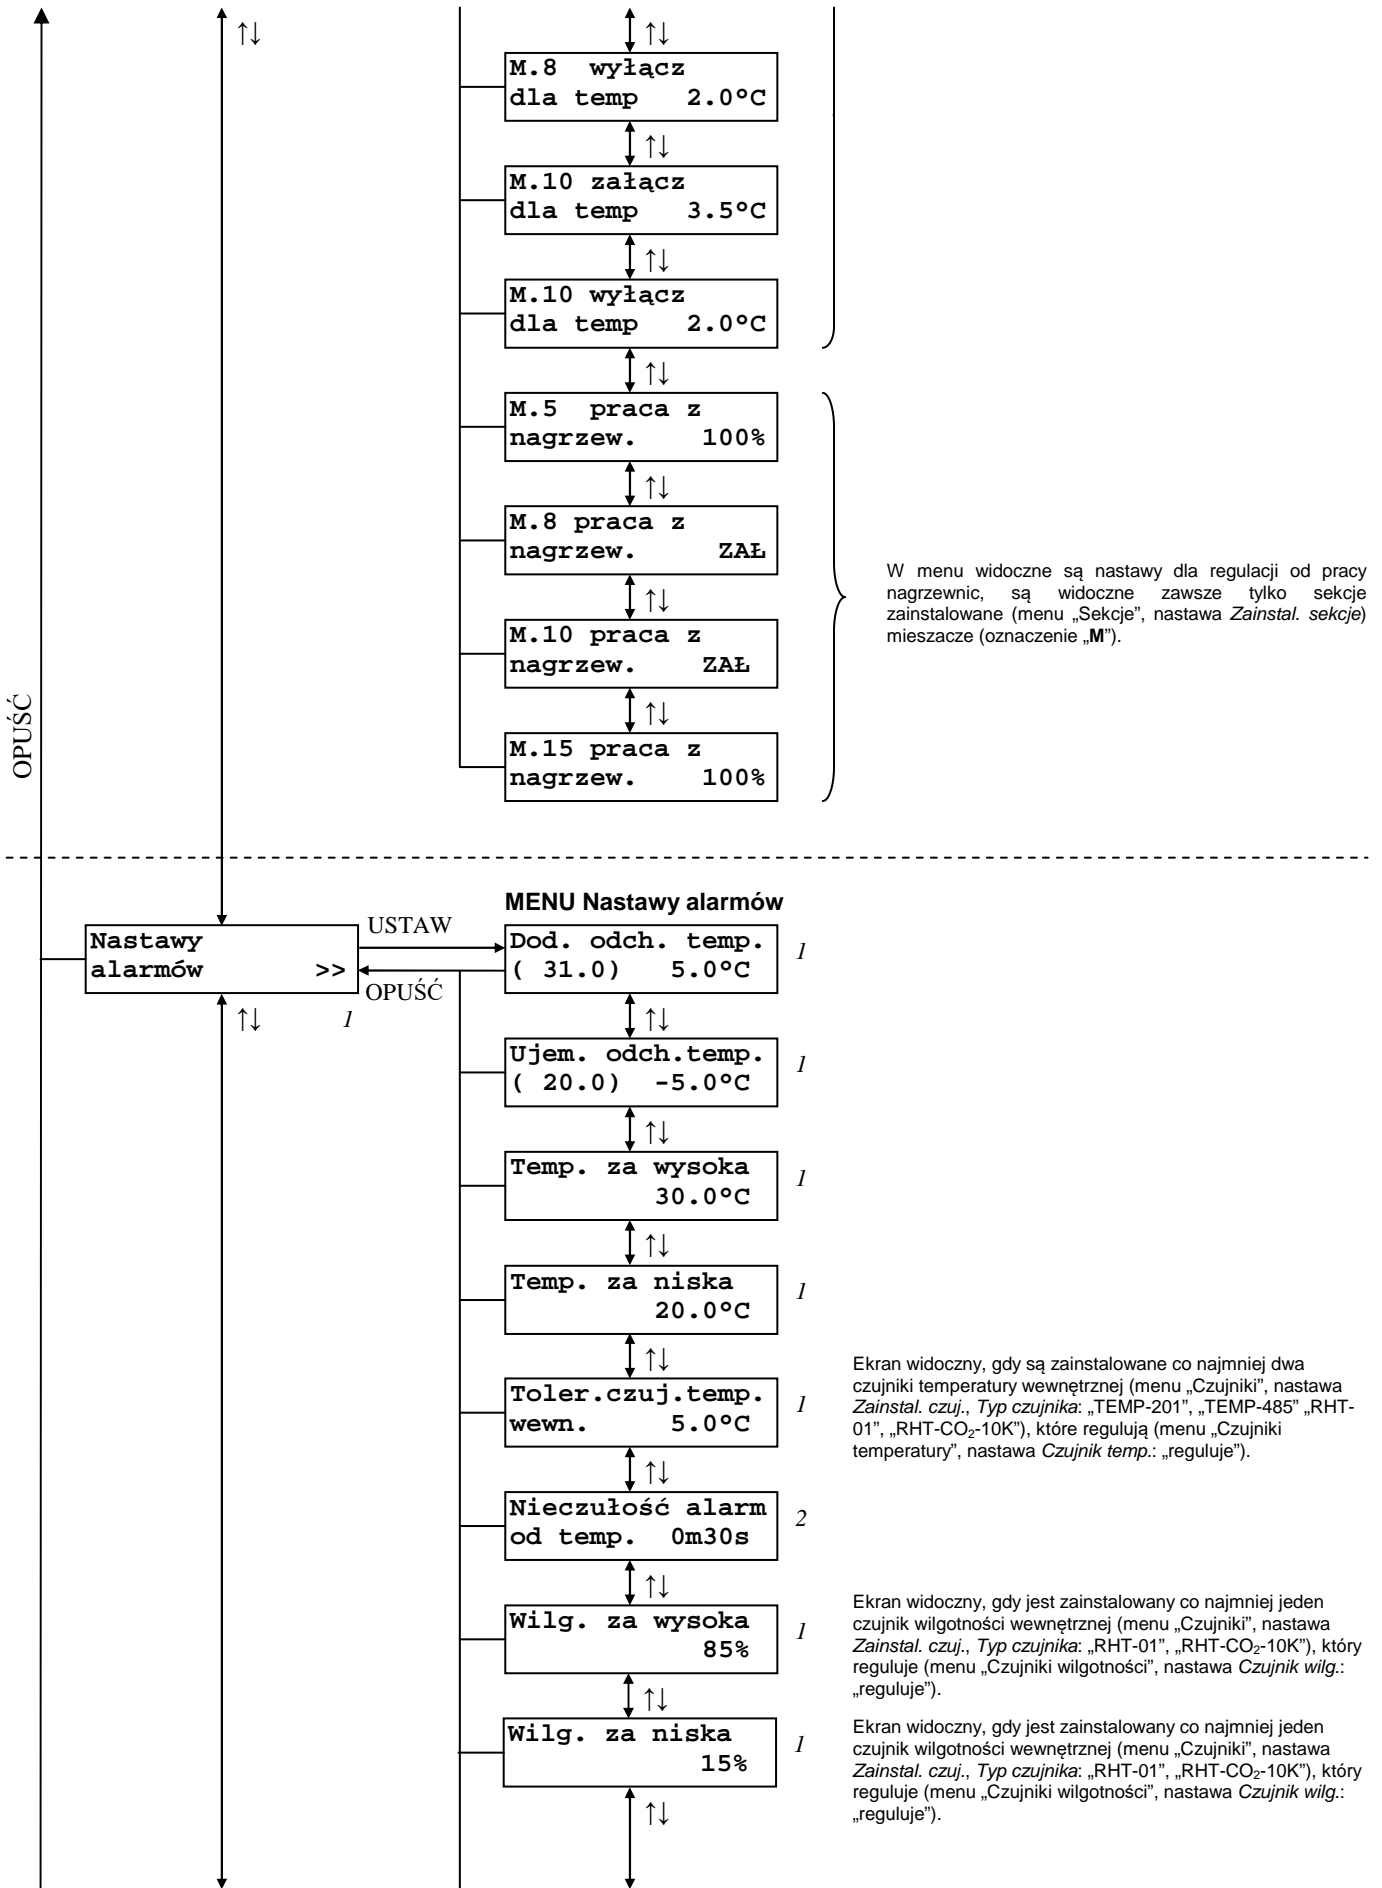 ↑↓
↑↓
M.8 wyłącz
dla temp 2.0°C
↑↓
M.10 załącz
dla temp 3.5°C
↑↓
M.10 wyłącz
dla temp 2.0°C
↑↓
M.5 praca z
nagrzew. 100%
↑↓
M.8 praca z
nagrzew. ZAŁ
↑↓
M.10 praca z
nagrzew. ZAŁ
↑↓
M.15 praca z
nagrzew. 100%
W menu widoczne są nastawy dla regulacji od pracy
nagrzewnic, są widoczne zawsze tylko sekcje
zainstalowane (menu „Sekcje”, nastawa Zainstal. sekcje)
mieszacze (oznaczenie „M”).
OPUŚĆ
MENU Nastawy alarmów
Nastawy
alarmów >>
1
↑↓
USTAW
OPUŚĆ
Dod. odch. temp.
( 31.0) 5.0°C
1
↑↓
Ujem. odch.temp.
( 20.0) -5.0°C
1
↑↓
Temp. za wysoka
30.0°C
1
↑↓
Temp. za niska
20.0°C
1
↑↓
Toler.czuj.temp.
wewn. 5.0°C
1
Ekran widoczny, gdy są zainstalowane co najmniej dwa
czujniki temperatury wewnętrznej (menu „Czujniki”, nastawa
Zainstal. czuj., Typ czujnika: „TEMP-201”, „TEMP-485” „RHT-
01”, „RHT-CO₂-10K”), które regulują (menu „Czujniki
temperatury”, nastawa Czujnik temp.: „reguluje”).
↑↓
Nieczułość alarm
od temp. 0m30s
2
↑↓
Wilg. za wysoka
85%
1
Ekran widoczny, gdy jest zainstalowany co najmniej jeden
czujnik wilgotności wewnętrznej (menu „Czujniki”, nastawa
Zainstal. czuj., Typ czujnika: „RHT-01”, „RHT-CO₂-10K”), który
reguluje (menu „Czujniki wilgotności”, nastawa Czujnik wilg.:
„reguluje”).
↑↓
Wilg. za niska
15%
1
Ekran widoczny, gdy jest zainstalowany co najmniej jeden
czujnik wilgotności wewnętrznej (menu „Czujniki”, nastawa
Zainstal. czuj., Typ czujnika: „RHT-01”, „RHT-CO₂-10K”), który
reguluje (menu „Czujniki wilgotności”, nastawa Czujnik wilg.:
„reguluje”).
↑↓